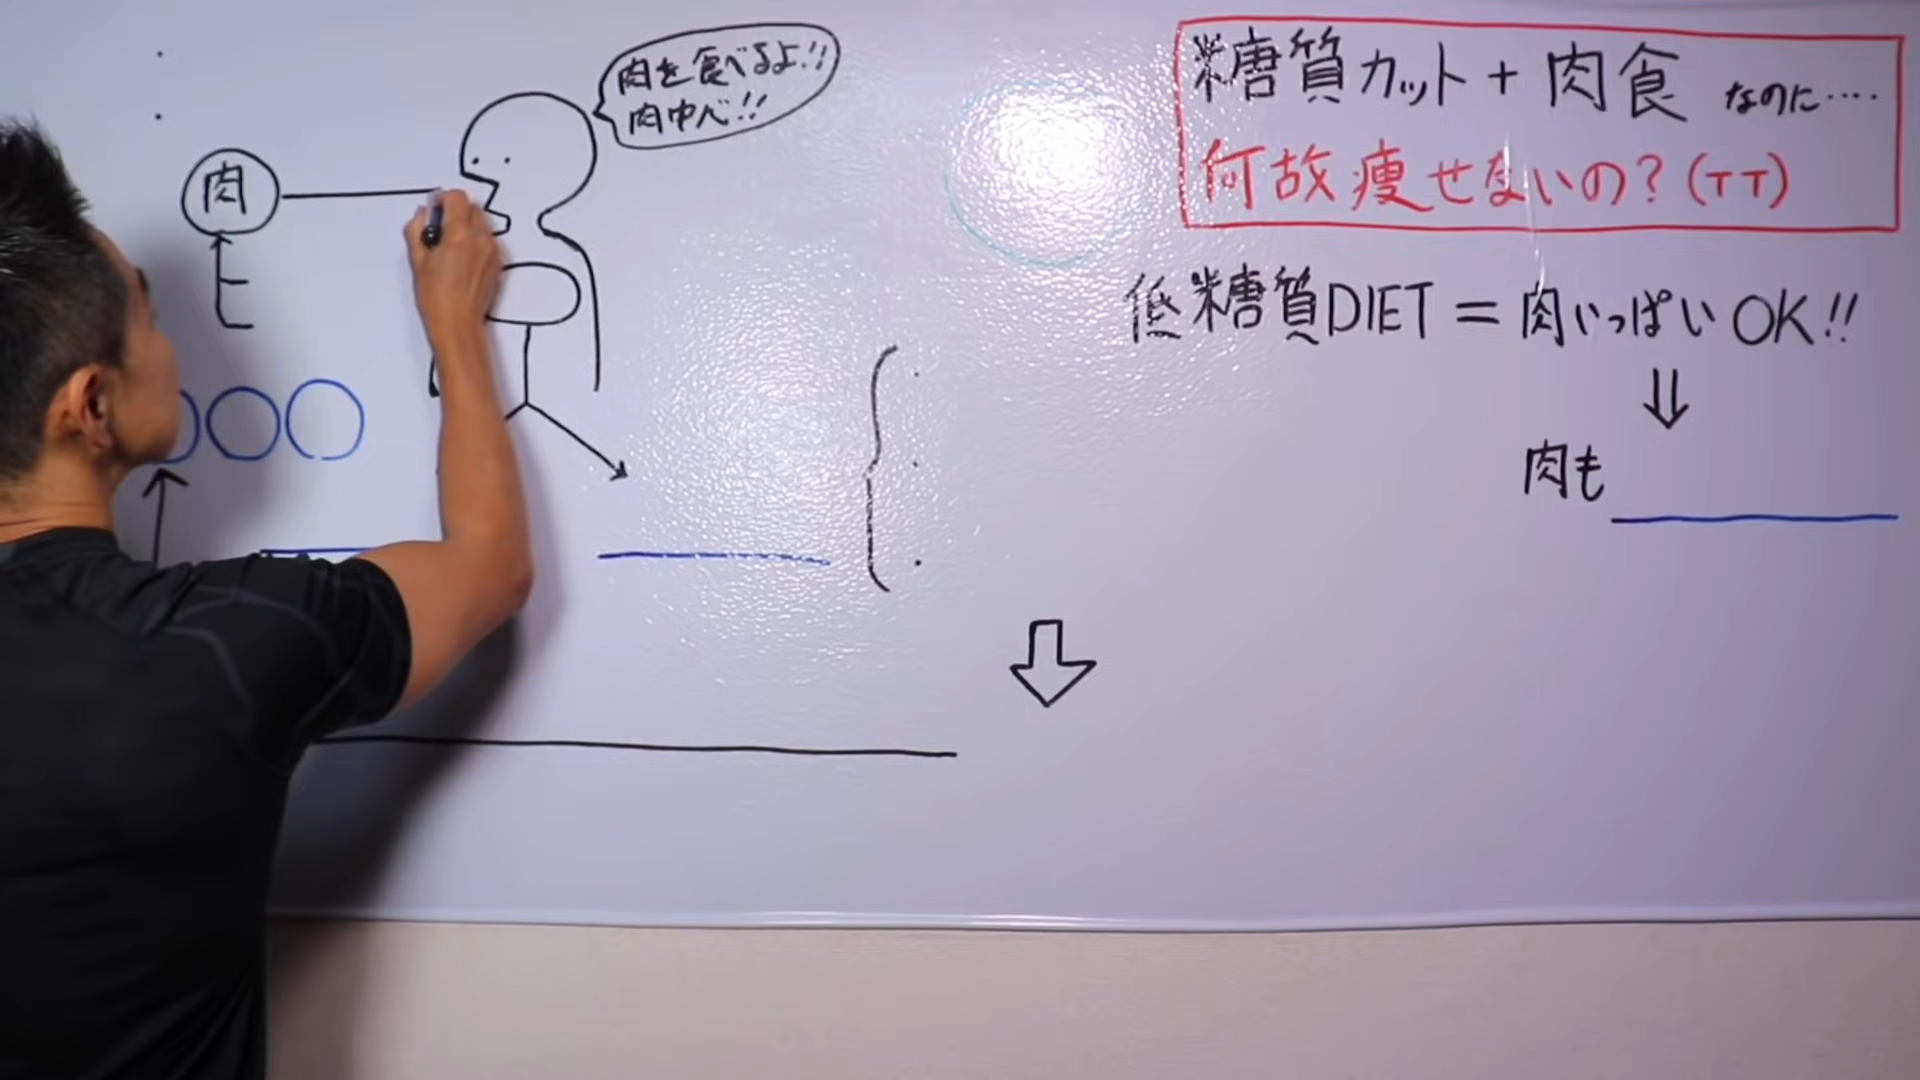 肉を食べるよ!!
肉中心!!
肉
糖質カット+肉食 なのに‥‥
何故痩せないの?(TT)
低糖質DIET=肉いっぱいOK!!
肉も